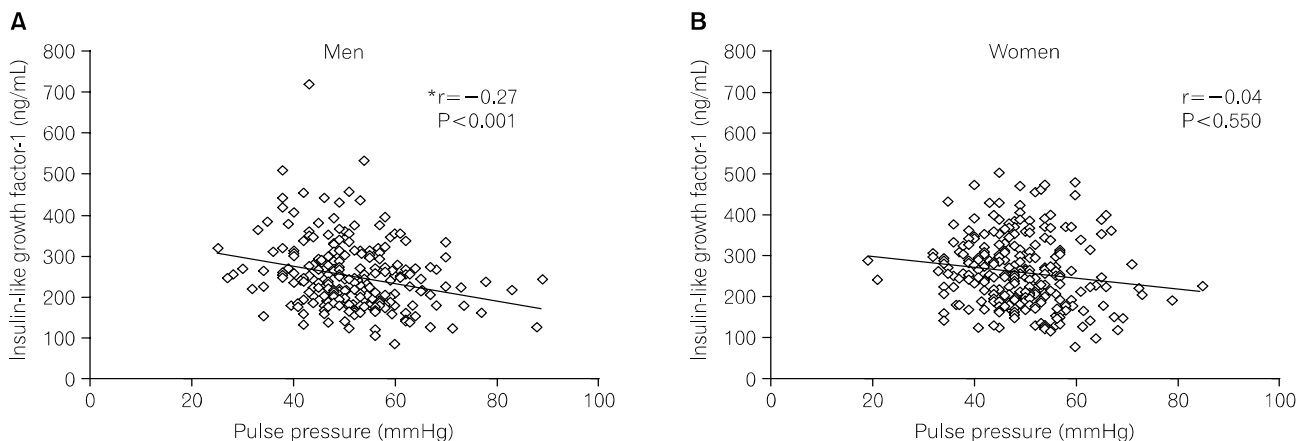 A
Men
Insulin-like growth factor-1 (ng/mL)
800
700
600
500
400
300
200
100
0
*r=−0.27
P<0.001
0 20 40 60 80 100
Pulse pressure (mmHg)
B
Women
Insulin-like growth factor-1 (ng/mL)
800
700
600
500
400
300
200
100
0
r=−0.04
P<0.550
0 20 40 60 80 100
Pulse pressure (mmHg)